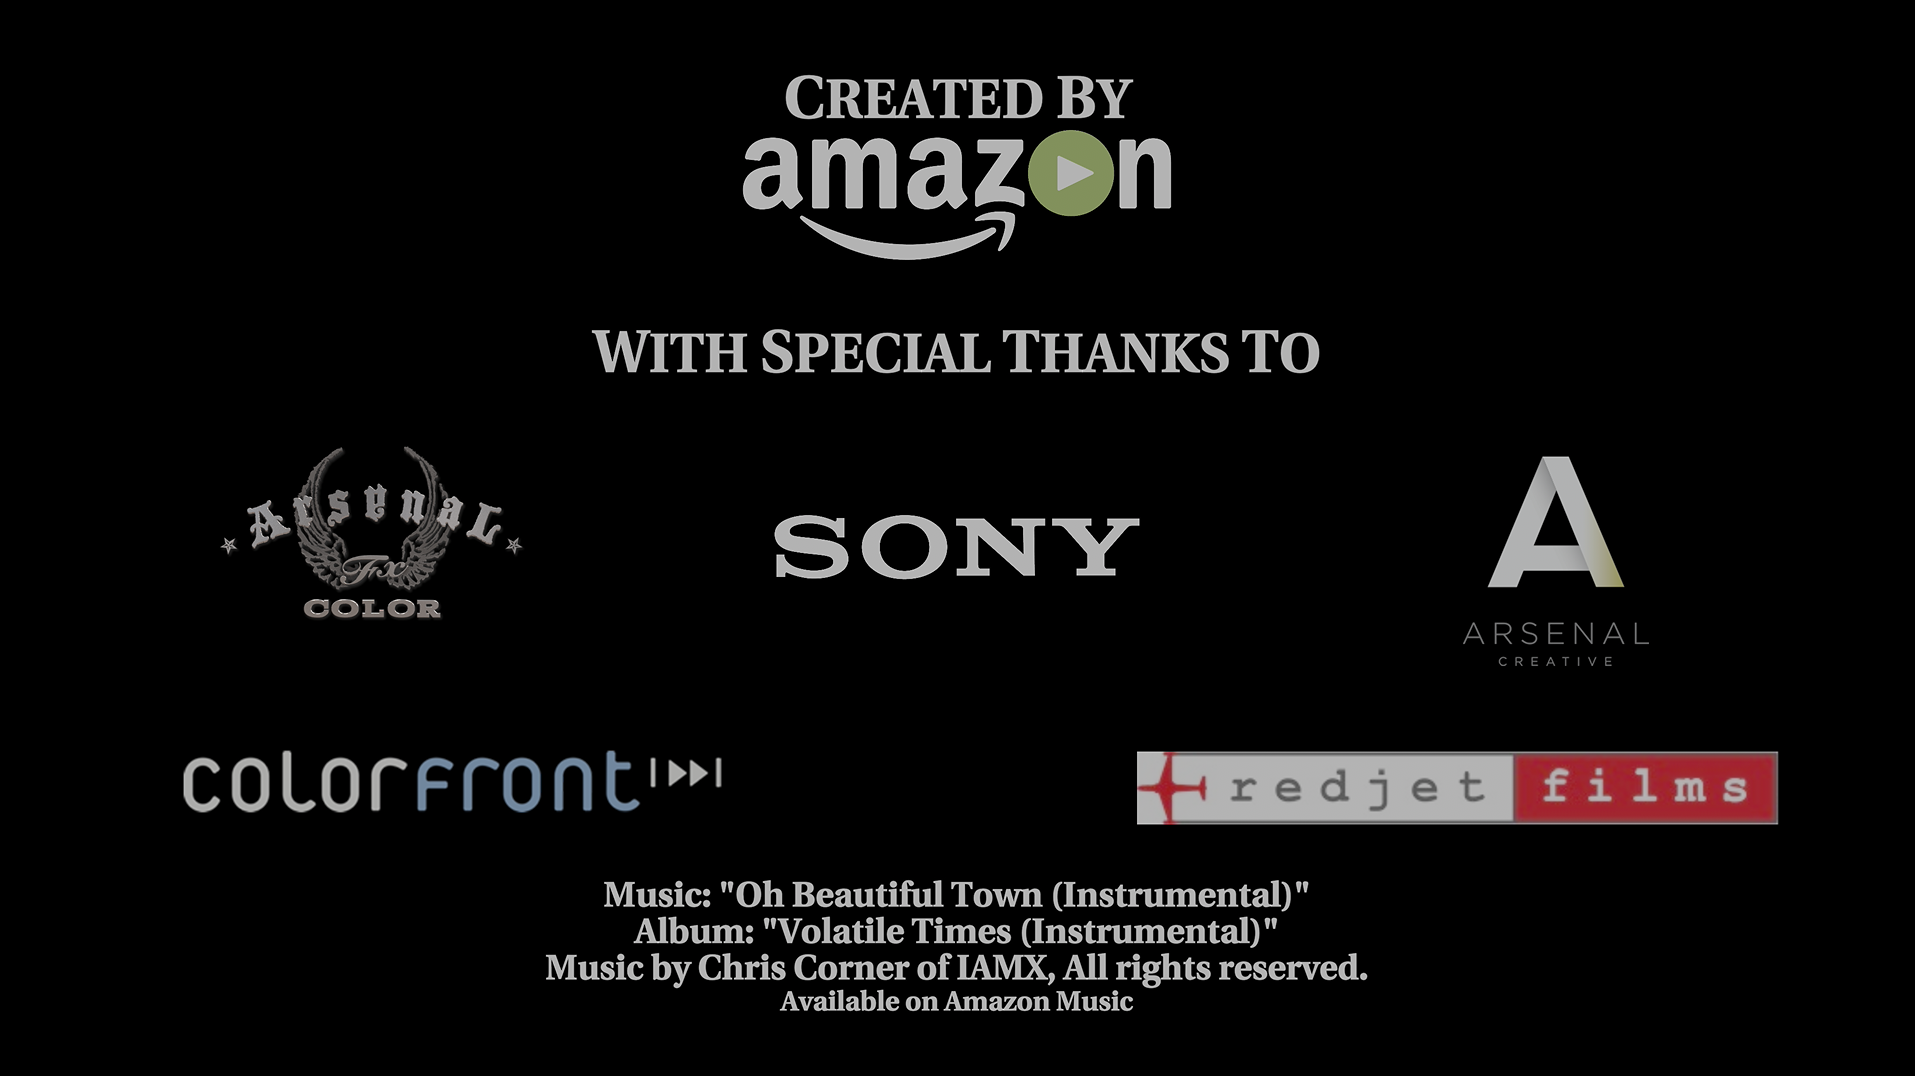 CREATED BY
amazon
WITH SPECIAL THANKS TO
Arsenal
Fx
COLOR
SONY
A
ARSENAL
CREATIVE
colorfront
redjet films
Music: "Oh Beautiful Town (Instrumental)"
Album: "Volatile Times (Instrumental)"
Music by Chris Corner of IAMX, All rights reserved.
Available on Amazon Music